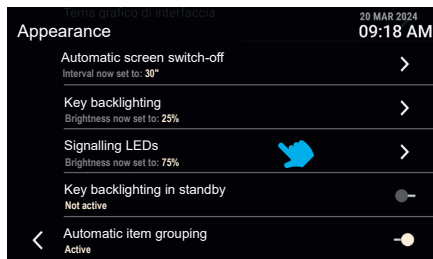 Tema grafico di interfaccia
20 MAR 2024
Appearance
09:18 AM
Automatic screen switch-off
Interval now set to: 30"
Key backlighting
Brightness now set to: 25%
Signalling LEDs
Brightness now set to: 75%
Key backlighting in standby
Not active
Automatic item grouping
Active